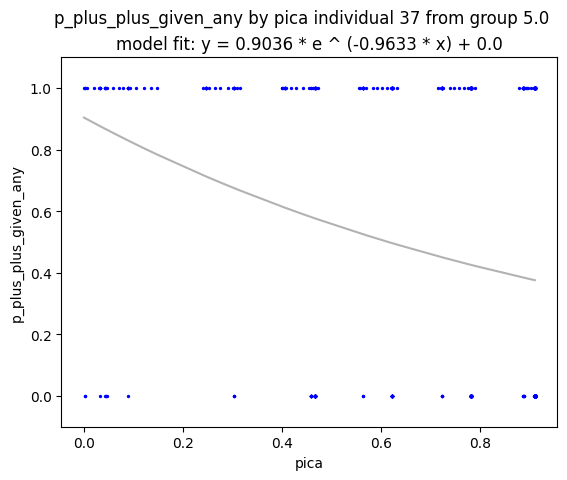 p_plus_plus_given_any by pica individual 37 from group 5.0
model fit: y = 0.9036 * e ^ (-0.9633 * x) + 0.0
1.0
0.8
0.6
0.4
0.2
0.0
p_plus_plus_given_any
0.0 0.2 0.4 0.6 0.8
pica